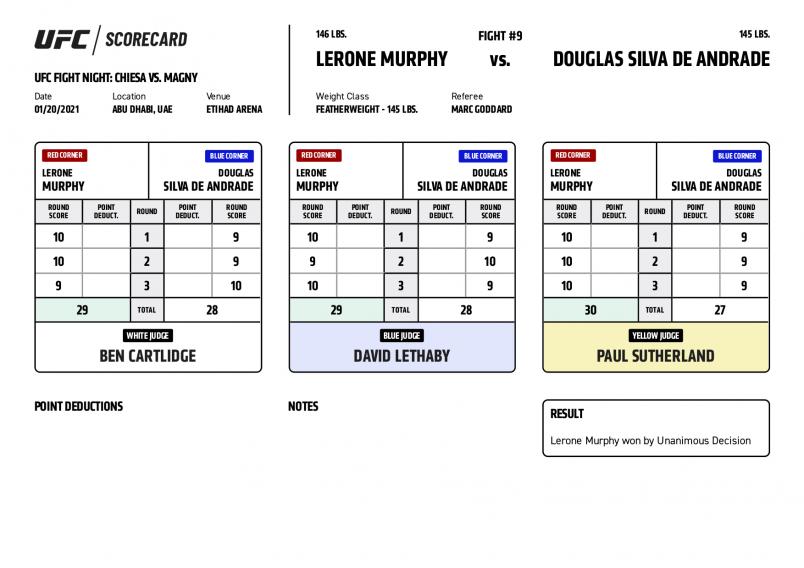 UFC / SCORECARD
UFC FIGHT NIGHT: CHIESA VS. MAGNY
Date Location Venue
01/20/2021 ABU DHABI, UAE ETIHAD ARENA
146 LBS. FIGHT #9 145 LBS.
LERONE MURPHY VS. DOUGLAS SILVA DE ANDRADE
Weight Class Referee
FEATHERWEIGHT - 145 LBS. MARC GODDARD
RED CORNER BLUE CORNER
LERONE DOUGLAS
MURPHY SILVA DE ANDRADE
ROUND SCORE POINT DEDUCT. ROUND POINT DEDUCT. ROUND SCORE
10 1 9
10 2 9
9 3 10
29 TOTAL 28
WHITE JUDGE
BEN CARTLIDGE
RED CORNER BLUE CORNER
LERONE DOUGLAS
MURPHY SILVA DE ANDRADE
ROUND SCORE POINT DEDUCT. ROUND POINT DEDUCT. ROUND SCORE
10 1 9
9 2 10
10 3 9
29 TOTAL 28
BLUE JUDGE
DAVID LETHABY
RED CORNER BLUE CORNER
LERONE DOUGLAS
MURPHY SILVA DE ANDRADE
ROUND SCORE POINT DEDUCT. ROUND POINT DEDUCT. ROUND SCORE
10 1 9
10 2 9
10 3 9
30 TOTAL 27
YELLOW JUDGE
PAUL SUTHERLAND
POINT DEDUCTIONS
NOTES
RESULT
Lerone Murphy won by Unanimous Decision